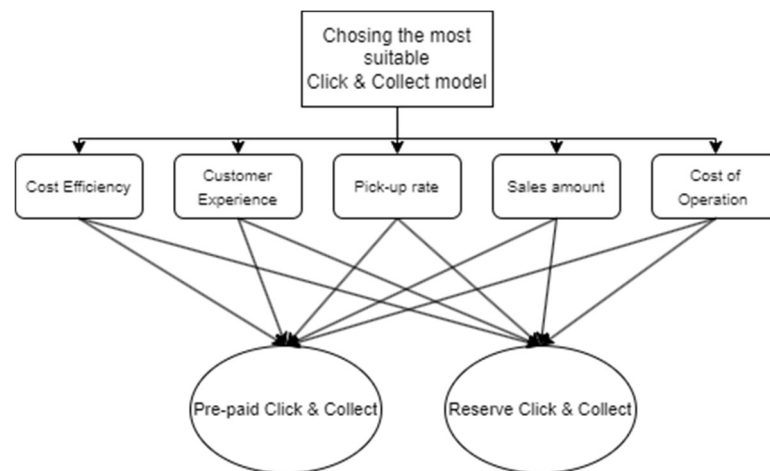 Chosing the most
suitable
Click & Collect model
Cost Efficiency
Customer
Experience
Pick-up rate
Sales amount
Cost of
Operation
Pre-paid Click & Collect
Reserve Click & Collect